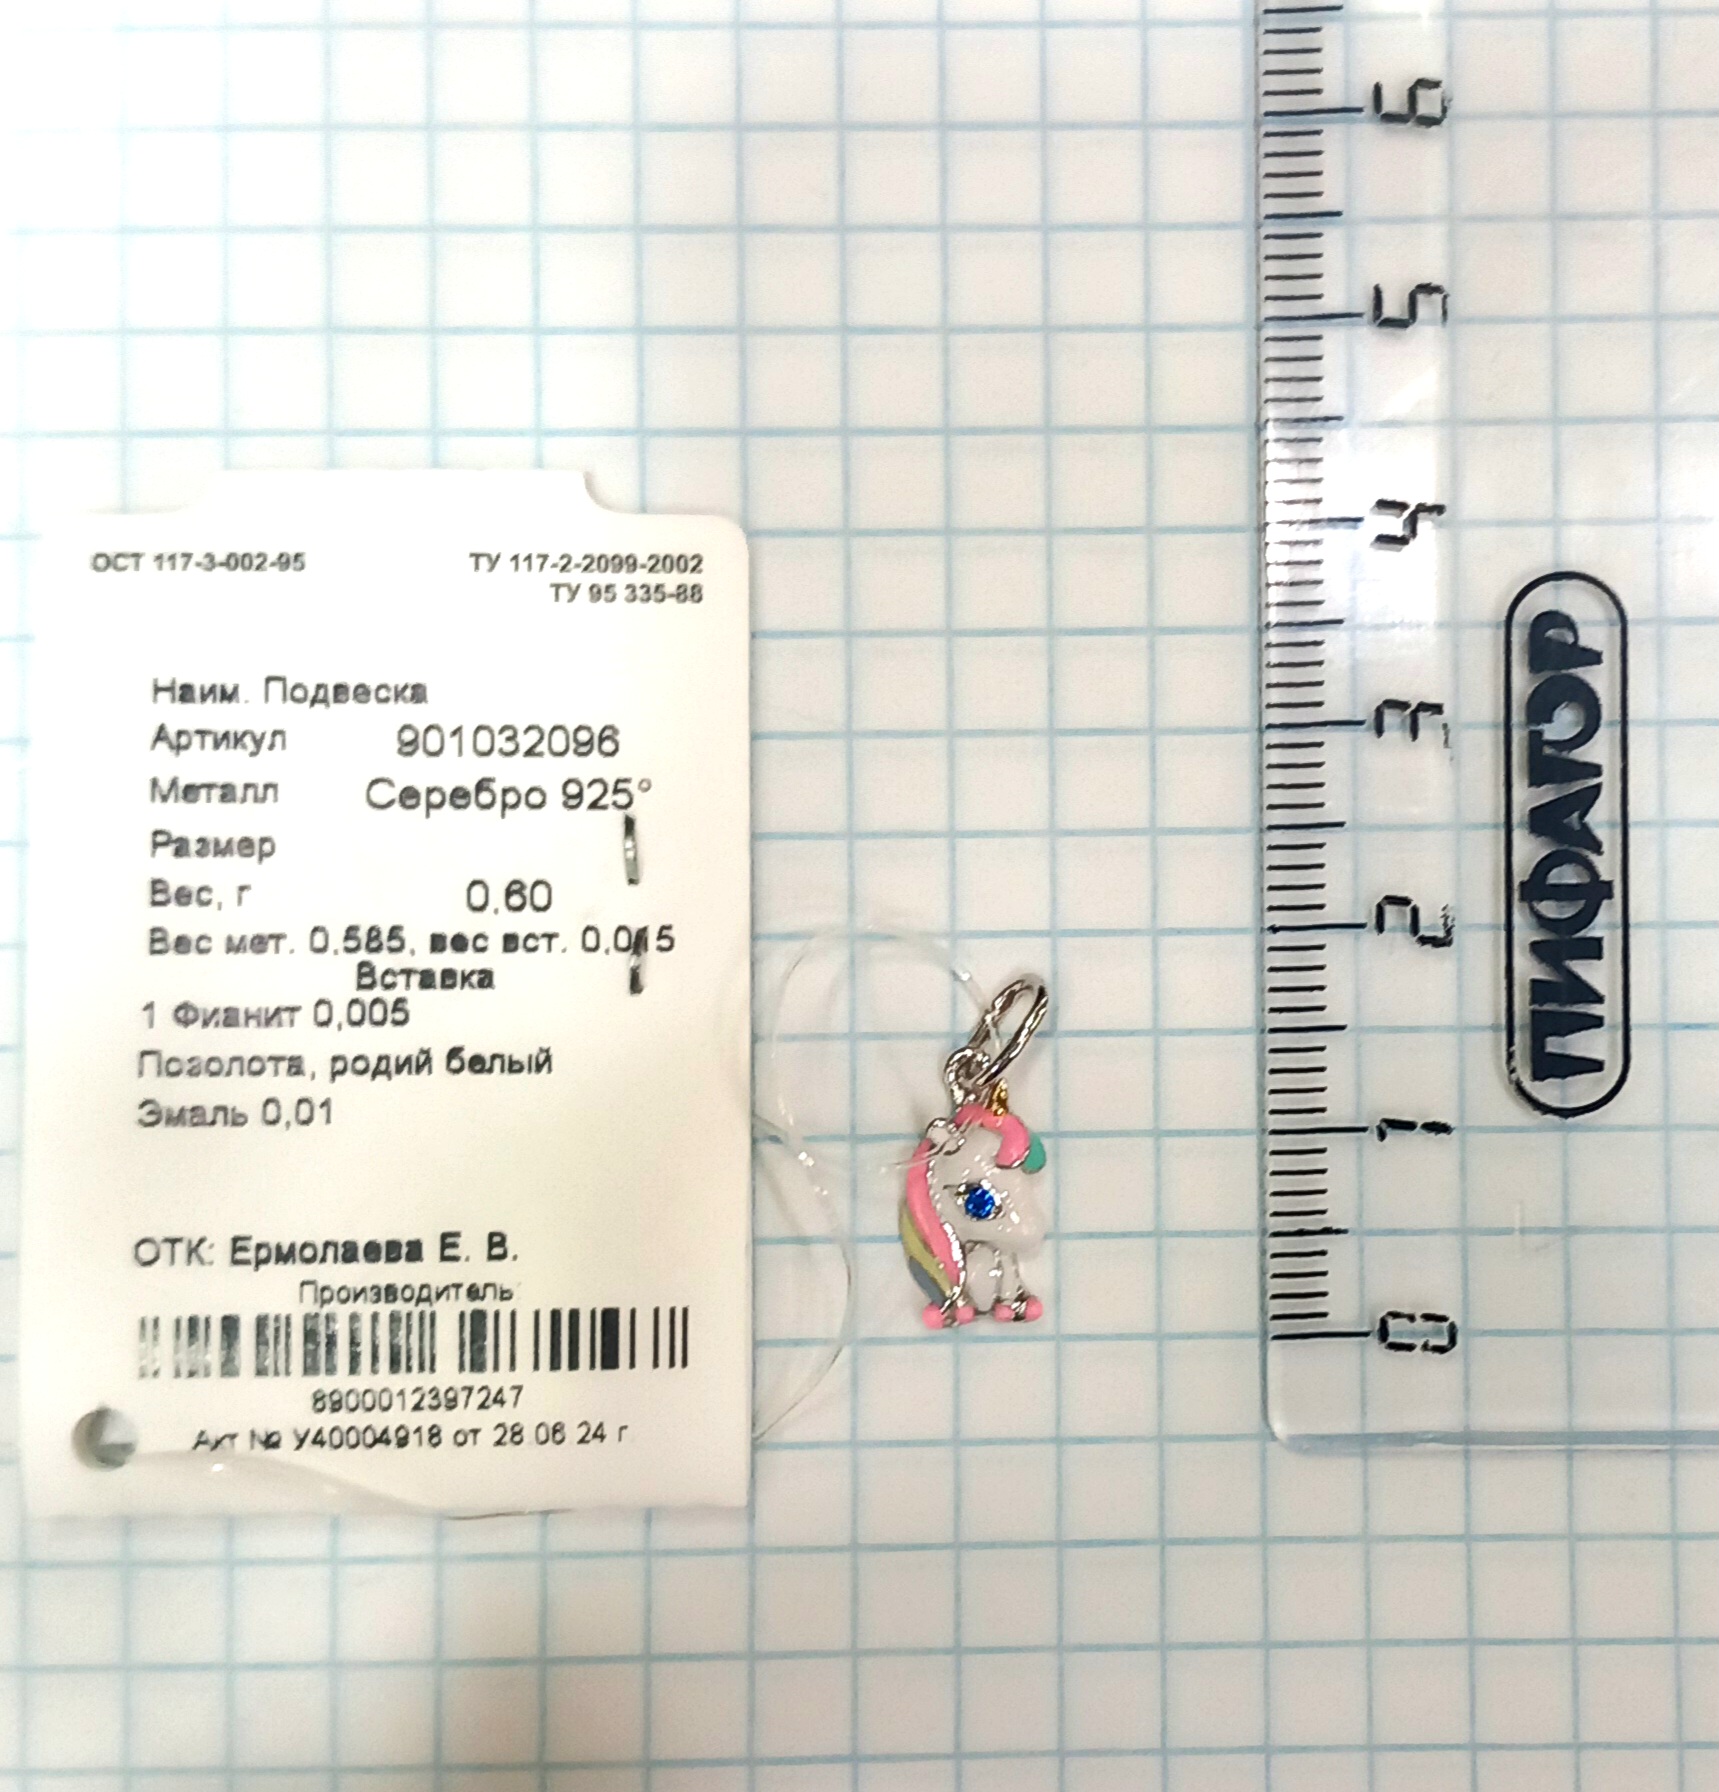 ОСТ 117-3-002-95 ТУ 117-2-2099-2002
ТУ 95 335-88
Наим. Подвеска
Артикул 901032096
Металл Серебро 925°
Размер
Вес, г 0,60
Вес мет. 0,585, вес вст. 0,015
Вставка
1 Фианит 0,005
Позолота, родий белый
Эмаль 0,01
ОТК: Ермолаева Е. В.
Производитель:
8900012397247
Акт № У40004918 от 28.06.24 г.
6
5
4
3
2
1
0
ПИФАГОР